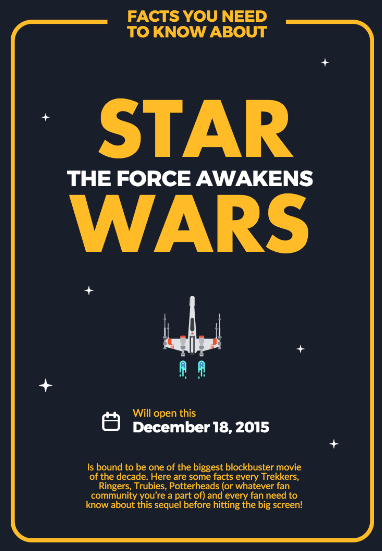 FACTS YOU NEED
TO KNOW ABOUT
STAR
THE FORCE AWAKENS
WARS
Will open this
December 18, 2015
Is bound to be one of the biggest blockbuster movie
of the decade. Here are some facts every Trekkers,
Ringers, Trubies, Potterheads (or whatever fan
community you're a part of) and every fan need to
know about this sequel before hitting the big screen!